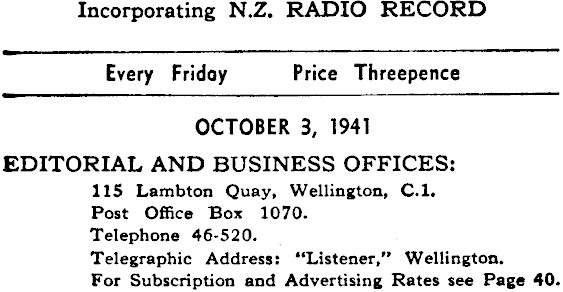 Incorporating N.Z. RADIO RECORD
Every Friday Price Threepence
OCTOBER 3, 1941
EDITORIAL AND BUSINESS OFFICES:
115 Lambton Quay, Wellington, C.1.
Post Office Box 1070.
Telephone 46-520.
Telegraphic Address: "Listener," Wellington.
For Subscription and Advertising Rates see Page 40.